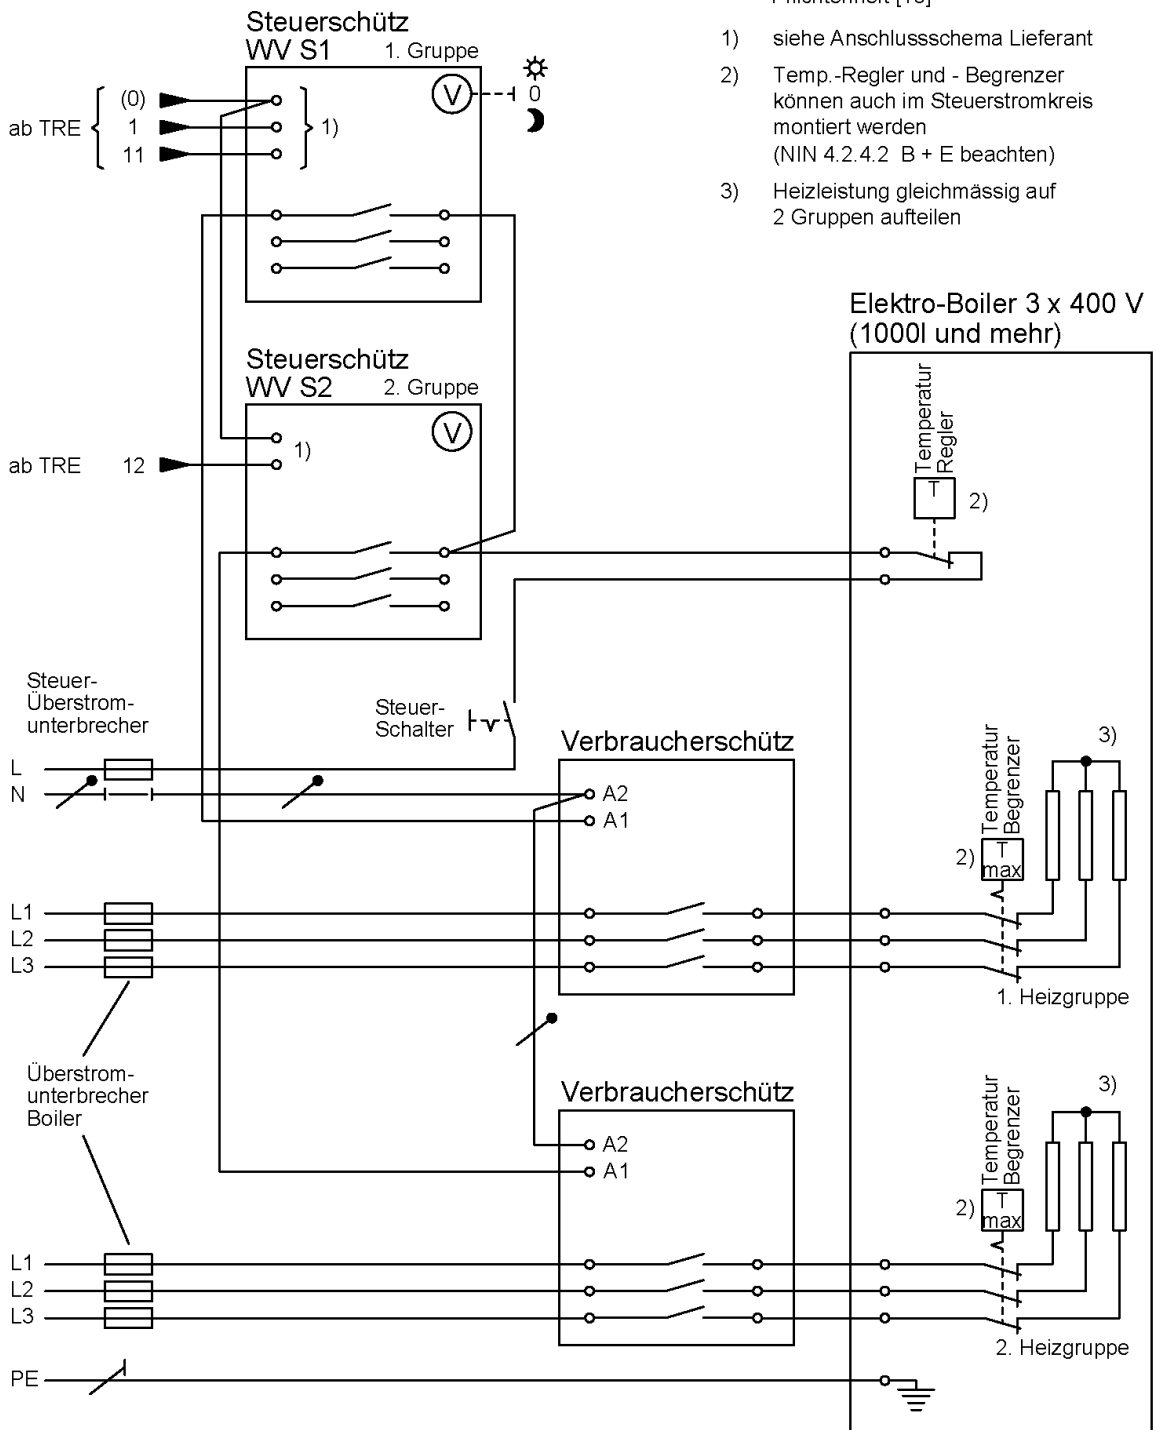 1) siehe Anschlussschema Lieferant
2) Temp.-Regler und - Begrenzer
können auch im Steuerstromkreis
montiert werden
(NIN 4.2.4.2 B + E beachten)
3) Heizleistung gleichmässig auf
2 Gruppen aufteilen
Steuerschütz
WV S1 1. Gruppe
V
0
ab TRE
(0)
1
11
1)
Steuerschütz
WV S2 2. Gruppe
V
1)
ab TRE 12
Elektro-Boiler 3 x 400 V
(1000l und mehr)
Temperatur
Regler
T
2)
Steuer-
Überstrom-
unterbrecher
Steuer-
Schalter
L
N
Verbraucherschütz
A2
A1
Temperatur
Begrenzer
3)
2)
T
max
L1
L2
L3
1. Heizgruppe
Überstrom-
unterbrecher
Boiler
Verbraucherschütz
A2
A1
Temperatur
Begrenzer
3)
2)
T
max
L1
L2
L3
2. Heizgruppe
PE